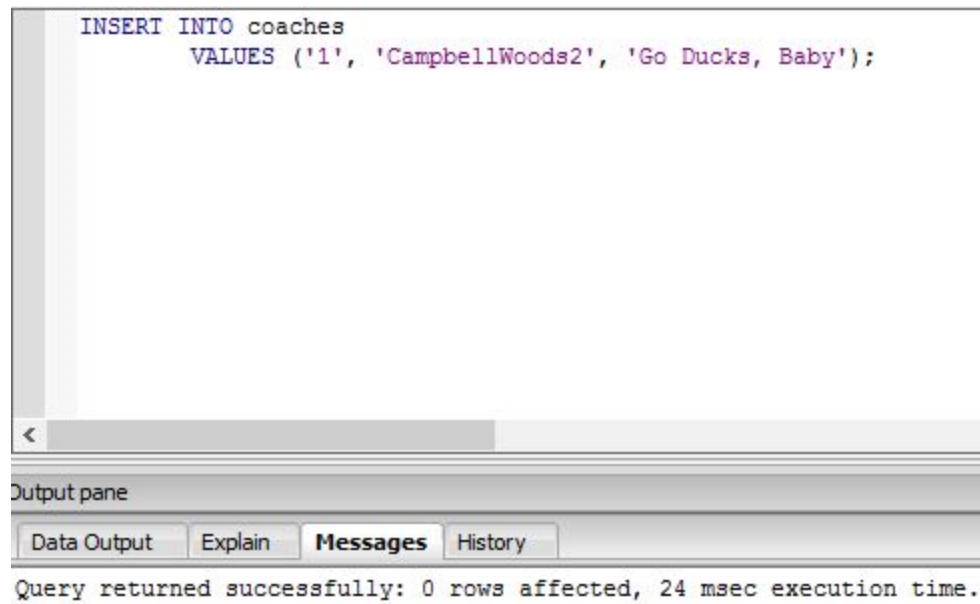 INSERT INTO coaches
VALUES ('1', 'CampbellWoods2', 'Go Ducks, Baby');
Output pane
Data Output Explain Messages History
Query returned successfully: 0 rows affected, 24 msec execution time.